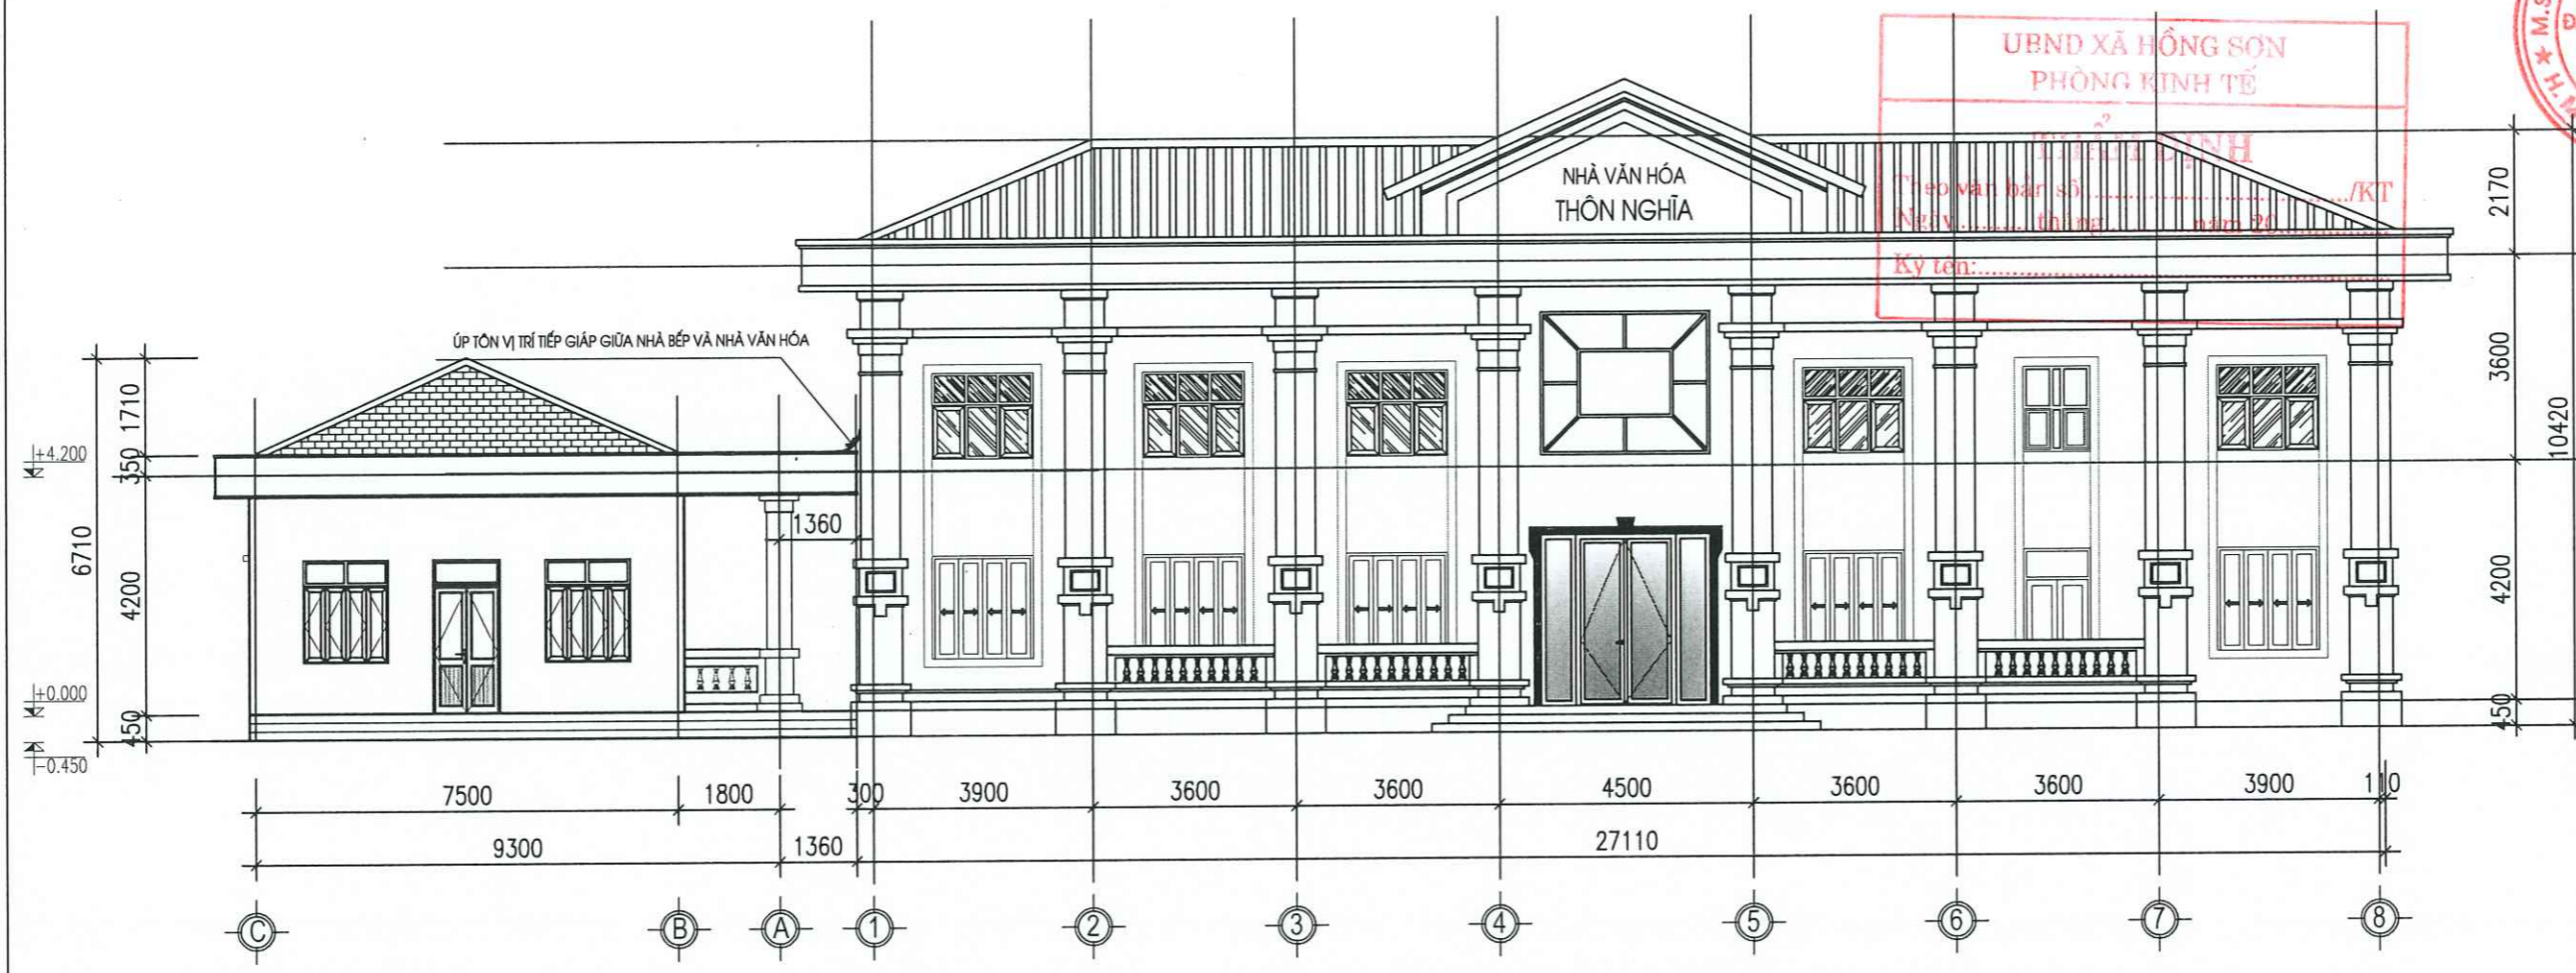 UBND XÃ HỒNG SƠN
PHÒNG KINH TẾ
THẨM ĐỊNH
Theo văn bản số............../KT
Ngày......... tháng......... năm 20.........
Ký tên:..............
★ M.S
Đ
★ H.M
NHÀ VĂN HÓA
THÔN NGHĨA
ÚP TÔN VỊ TRÍ TIẾP GIÁP GIỮA NHÀ BẾP VÀ NHÀ VĂN HÓA
2170
3600
4200
450
10420
1710
350
4200
450
6710
+4.200
+0.000
-0.450
1360
7500 1800 300 3900 3600 3600 4500 3600 3600 3900 110
9300 1360 27110
C B A 1 2 3 4 5 6 7 8